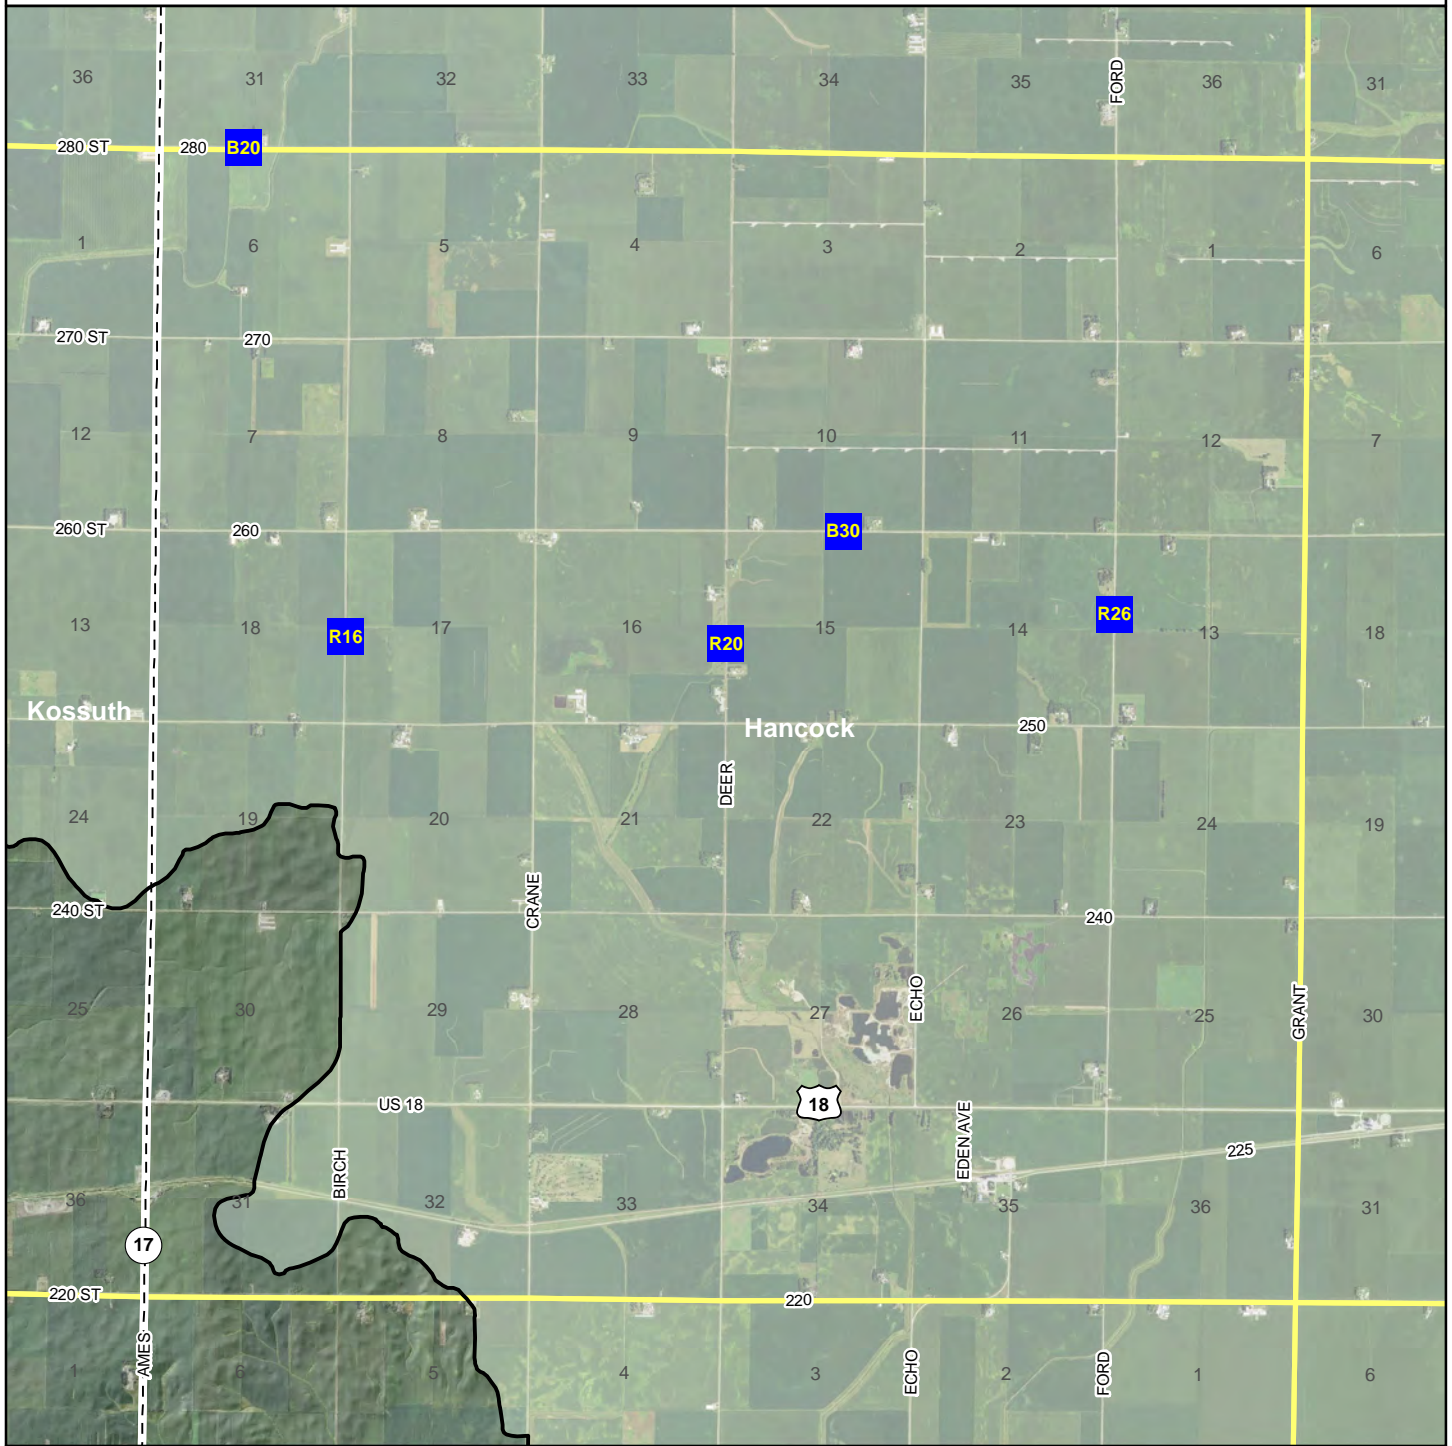 36 31 32 33 34 35 FORD 36 31
280 ST 280 B20
1 6 5 4 3 2 1 6
270 ST 270
12 7 8 9 10 11 12 7
260 ST 260 B30
13 18 R16 17 16 R20 15 14 R26 13 18
Kossuth Hancock 250
DEER
24 19 20 21 22 23 24 19
CRANE
240 ST 240
25 30 29 28 27 ECHO 26 25 GRANT 30
US 18 18
EDEN AVE 225
BIRCH
36 31 32 33 34 35 36 31
17
220 ST 220
AMES ECHO FORD
1 6 5 4 3 2 1 6